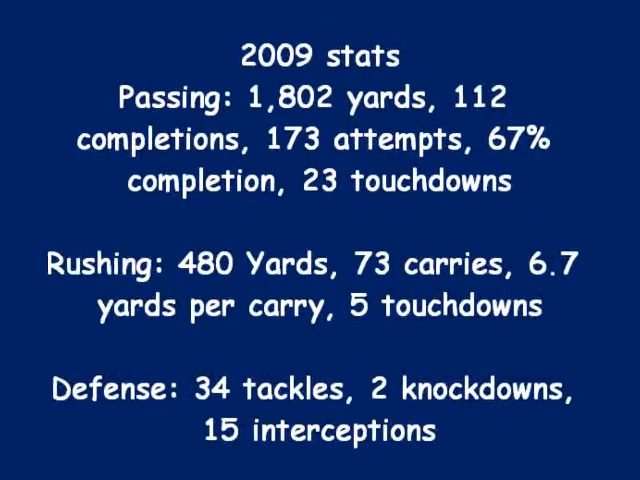 2009 stats
Passing: 1,802 yards, 112
completions, 173 attempts, 67%
completion, 23 touchdowns
Rushing: 480 Yards, 73 carries, 6.7
yards per carry, 5 touchdowns
Defense: 34 tackles, 2 knockdowns,
15 interceptions